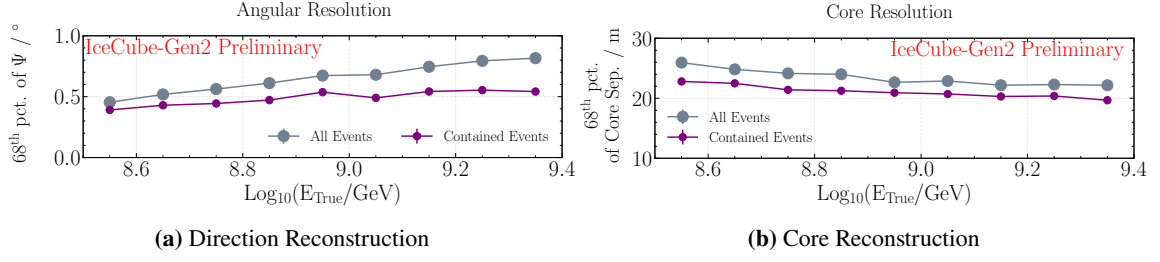 Angular Resolution
68th pct. of Ψ / °
1.0
0.5
0.0
IceCube-Gen2 Preliminary
All Events
Contained Events
8.6
8.8
9.0
9.2
9.4
Log10(ETrue/GeV)
(a) Direction Reconstruction
Core Resolution
68th pct.
of Core Sep. / m
30
20
10
IceCube-Gen2 Preliminary
All Events
Contained Events
8.6
8.8
9.0
9.2
9.4
Log10(ETrue/GeV)
(b) Core Reconstruction